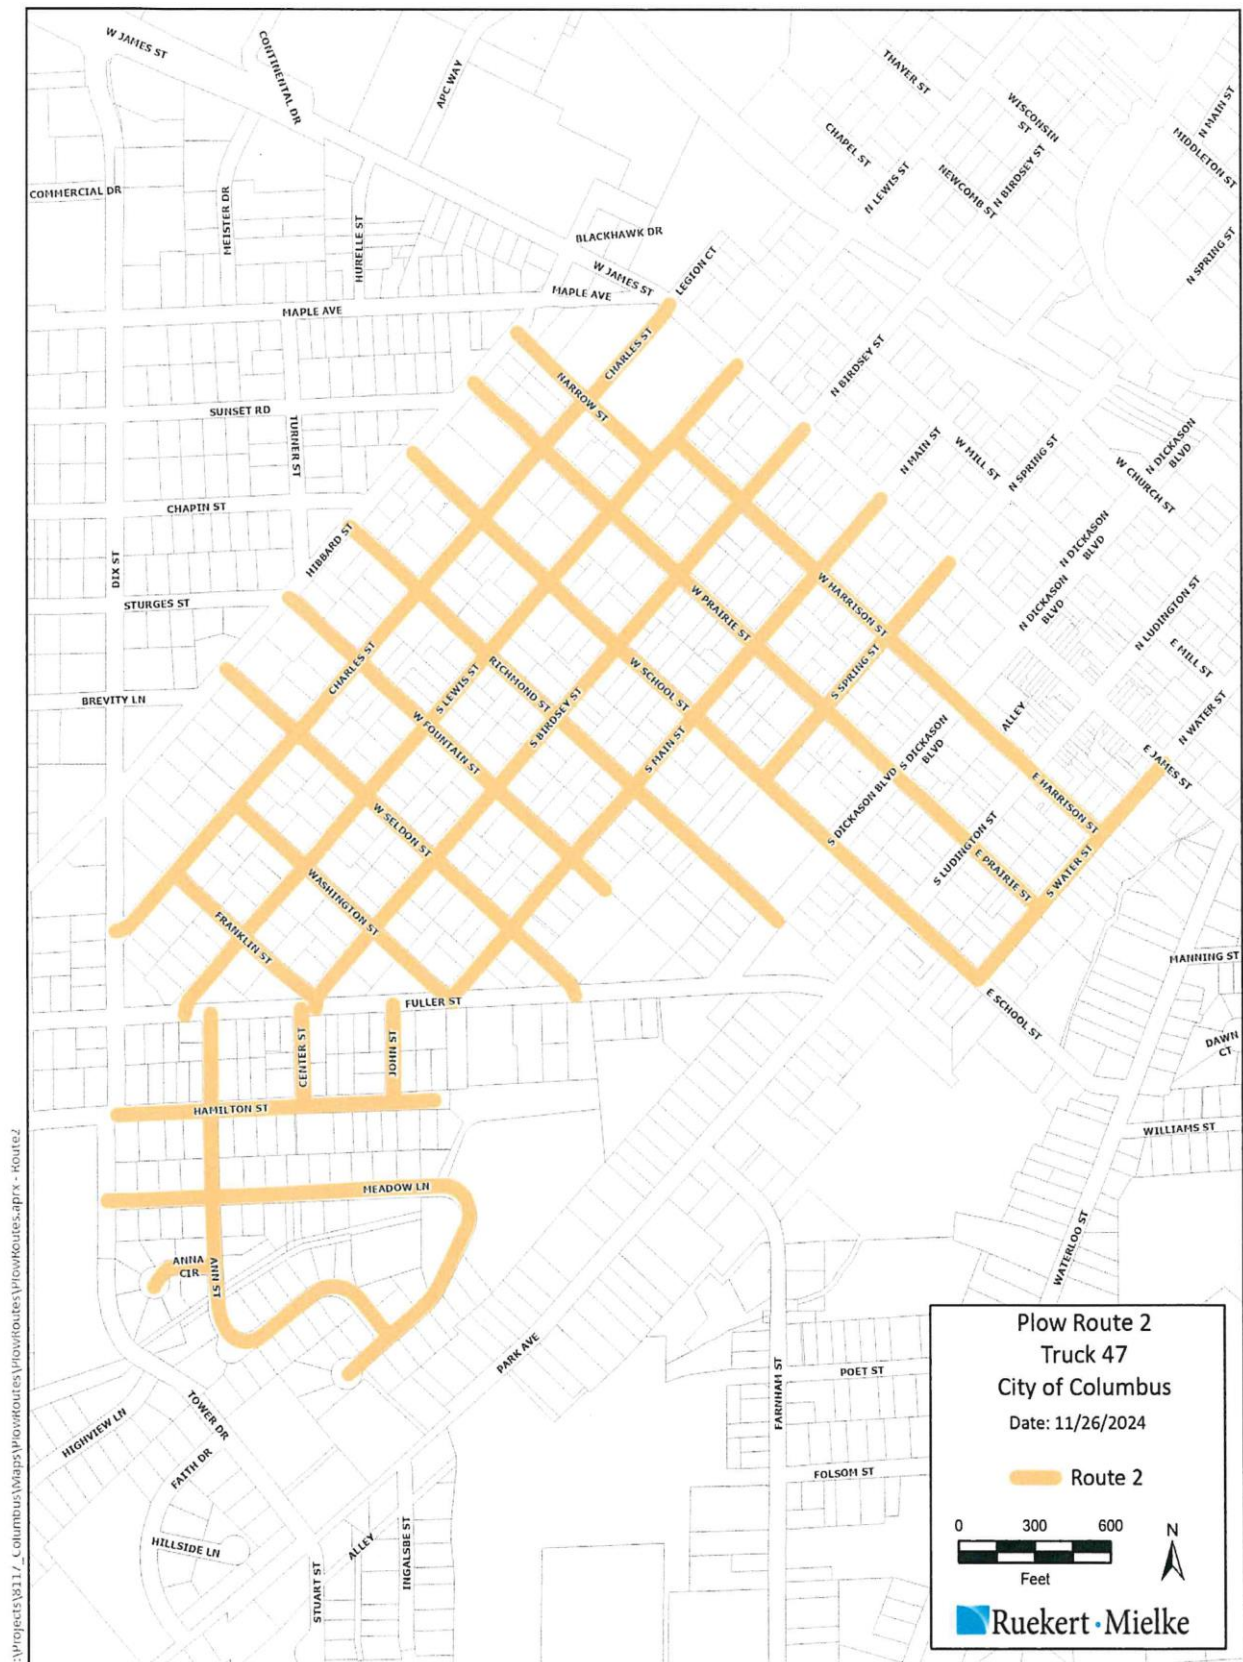 W JAMES ST
CONTINENTAL DR
APC WAY
THAYER ST
WISCONSIN
ST
N MAIN ST
MIDDLETON ST
CHAPEL ST
N LEWIS ST
NEWCOMB ST
N BIRDSEY ST
COMMERCIAL DR
MEISTER DR
HURELLE ST
BLACKHAWK DR
N SPRING ST
W JAMES ST
LEGION CT
MAPLE AVE
MAPLE AVE
CHARLES ST
N BIRDSEY ST
NARROW ST
SUNSET RD
TURNER ST
N MAIN ST
W MILL ST
N SPRING ST
N DICKASON
BLVD
W CHURCH ST
CHAPIN ST
HIBBARD ST
DIX ST
N DICKASON
BLVD
STURGES ST
W PRAIRIE ST
W HARRISON ST
N DICKASON
BLVD
N LUDINGTON ST
E MILL ST
CHARLES ST
S LEWIS ST
RICHMOND ST
W SCHOOL ST
S SPRING ST
BREVITY LN
W FOUNTAIN ST
S BIRDSEY ST
S MAIN ST
S DICKASON
BLVD
ALLEY
N WATER ST
E JAMES ST
W SELDON ST
S DICKASON BLVD
E HARRISON ST
S LUDINGTON ST
E PRAIRIE ST
S WATER ST
WASHINGTON ST
FRANKLIN ST
MANNING ST
FULLER ST
E SCHOOL ST
CENTER ST
JOHN ST
DAWN
CT
HAMILTON ST
WILLIAMS ST
MEADOW LN
ANNA
CIR
ANN ST
WATERLOO ST
PARK AVE
FARNHAM ST
POET ST
HIGHVIEW LN
TOWER DR
FAITH DR
FOLSOM ST
HILLSIDE LN
ALLEY
STUART ST
INGALSBE ST
Plow Route 2
Truck 47
City of Columbus
Date: 11/26/2024
Route 2
0 300 600
Feet
N
Ruekert·Mielke
:\Projects\8117_Columbus\Maps\PlowRoutes\PlowRoutes\PlowRoutes.aprx - Route2